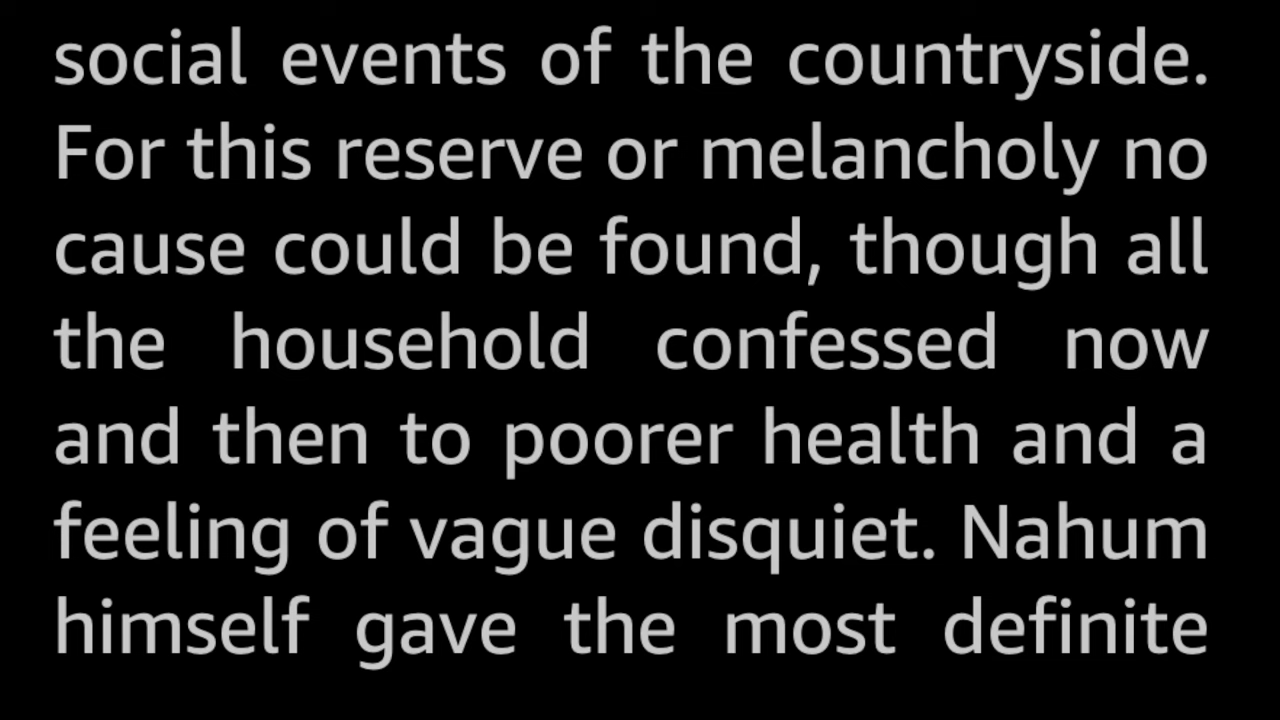 social events of the countryside.
For this reserve or melancholy no
cause could be found, though all
the household confessed now
and then to poorer health and a
feeling of vague disquiet. Nahum
himself gave the most definite